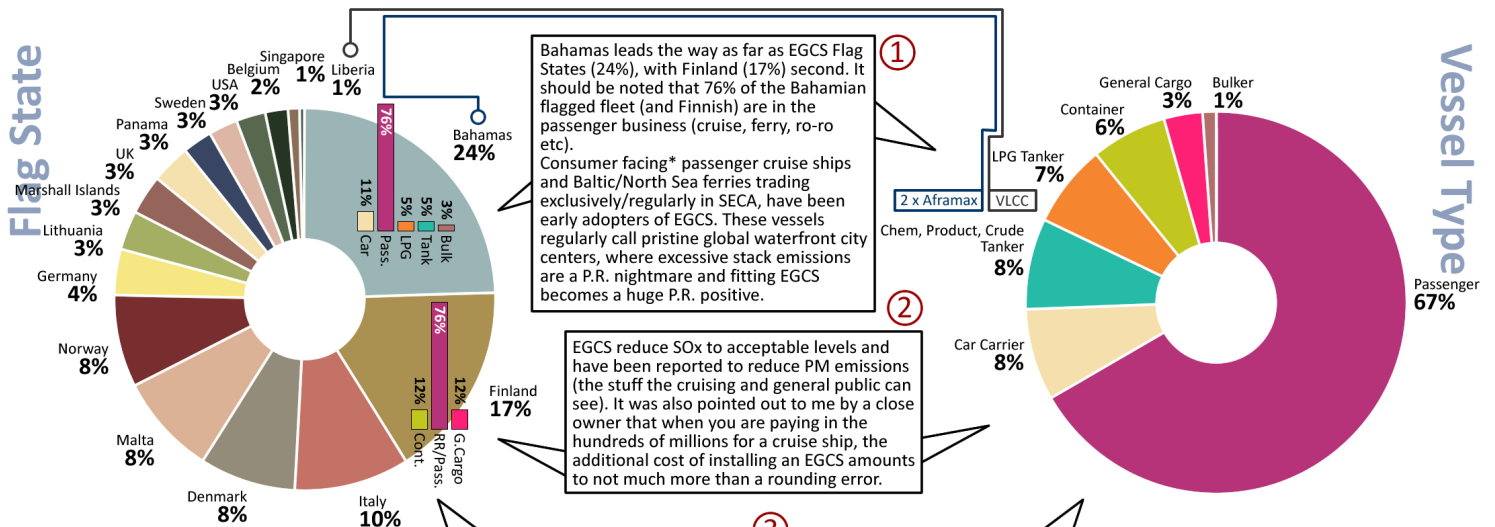 Flag State
Singapore
1%
Liberia
1%
Belgium
2%
USA
3%
Sweden
3%
Panama
3%
UK
3%
Marshall Islands
3%
Lithuania
3%
Germany
4%
Norway
8%
Malta
8%
Denmark
8%
Italy
10%
Finland
17%
Bahamas
24%
11%
Car
76%
Pass.
5%
LPG
5%
Tank
3%
Bulk
12%
Cont.
76%
RR/Pass.
12%
G.Cargo
1
Bahamas leads the way as far as EGCS Flag
States (24%), with Finland (17%) second. It
should be noted that 76% of the Bahamian
flagged fleet (and Finnish) are in the
passenger business (cruise, ferry, ro-ro
etc).
Consumer facing* passenger cruise ships
and Baltic/North Sea ferries trading
exclusively/regularly in SECA, have been
early adopters of EGCS. These vessels
regularly call pristine global waterfront city
centers, where excessive stack emissions
are a P.R. nightmare and fitting EGCS
becomes a huge P.R. positive.
2
EGCS reduce SOx to acceptable levels and
have been reported to reduce PM emissions
(the stuff the cruising and general public can
see). It was also pointed out to me by a close
owner that when you are paying in the
hundreds of millions for a cruise ship, the
additional cost of installing an EGCS amounts
to not much more than a rounding error.
3
2 x Aframax
VLCC
Vessel Type
General Cargo
3%
Bulker
1%
Container
6%
LPG Tanker
7%
Chem, Product, Crude
Tanker
8%
Car Carrier
8%
Passenger
67%